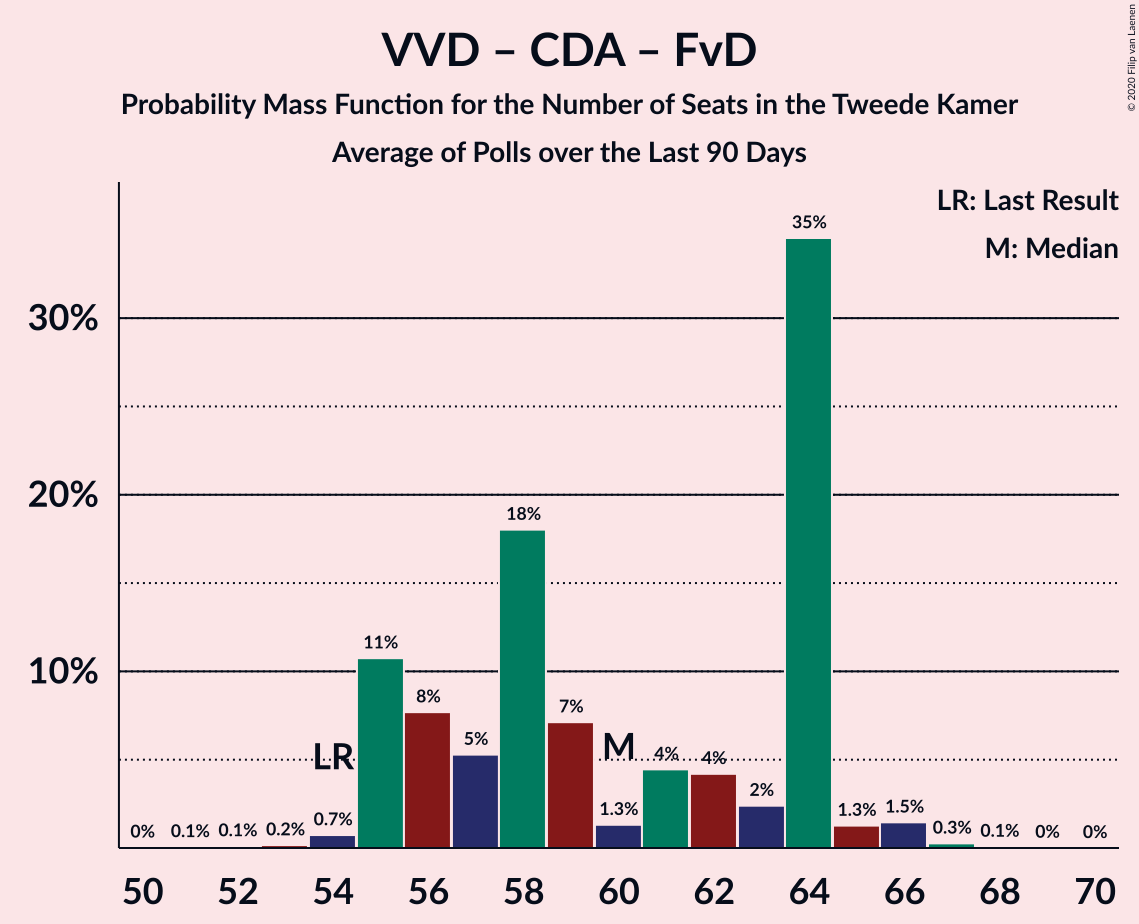 VVD – CDA – FvD
Probability Mass Function for the Number of Seats in the Tweede Kamer
Average of Polls over the Last 90 Days
© 2020 Filip van Laenen
LR: Last Result
M: Median
35%
30%
20%
18%
11%
10%
8%
7%
5%
LR
M
4%
4%
2%
0%
0.1%
0.1%
0.2%
0.7%
1.3%
1.3%
1.5%
0.3%
0.1%
0%
0%
50 52 54 56 58 60 62 64 66 68 70